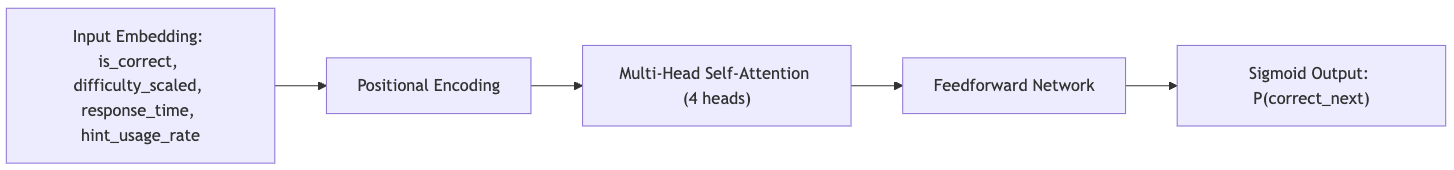 Input Embedding:
is_correct,
difficulty_scaled,
response_time,
hint_usage_rate
Positional Encoding
Multi-Head Self-Attention
(4 heads)
Feedforward Network
Sigmoid Output:
P(correct_next)